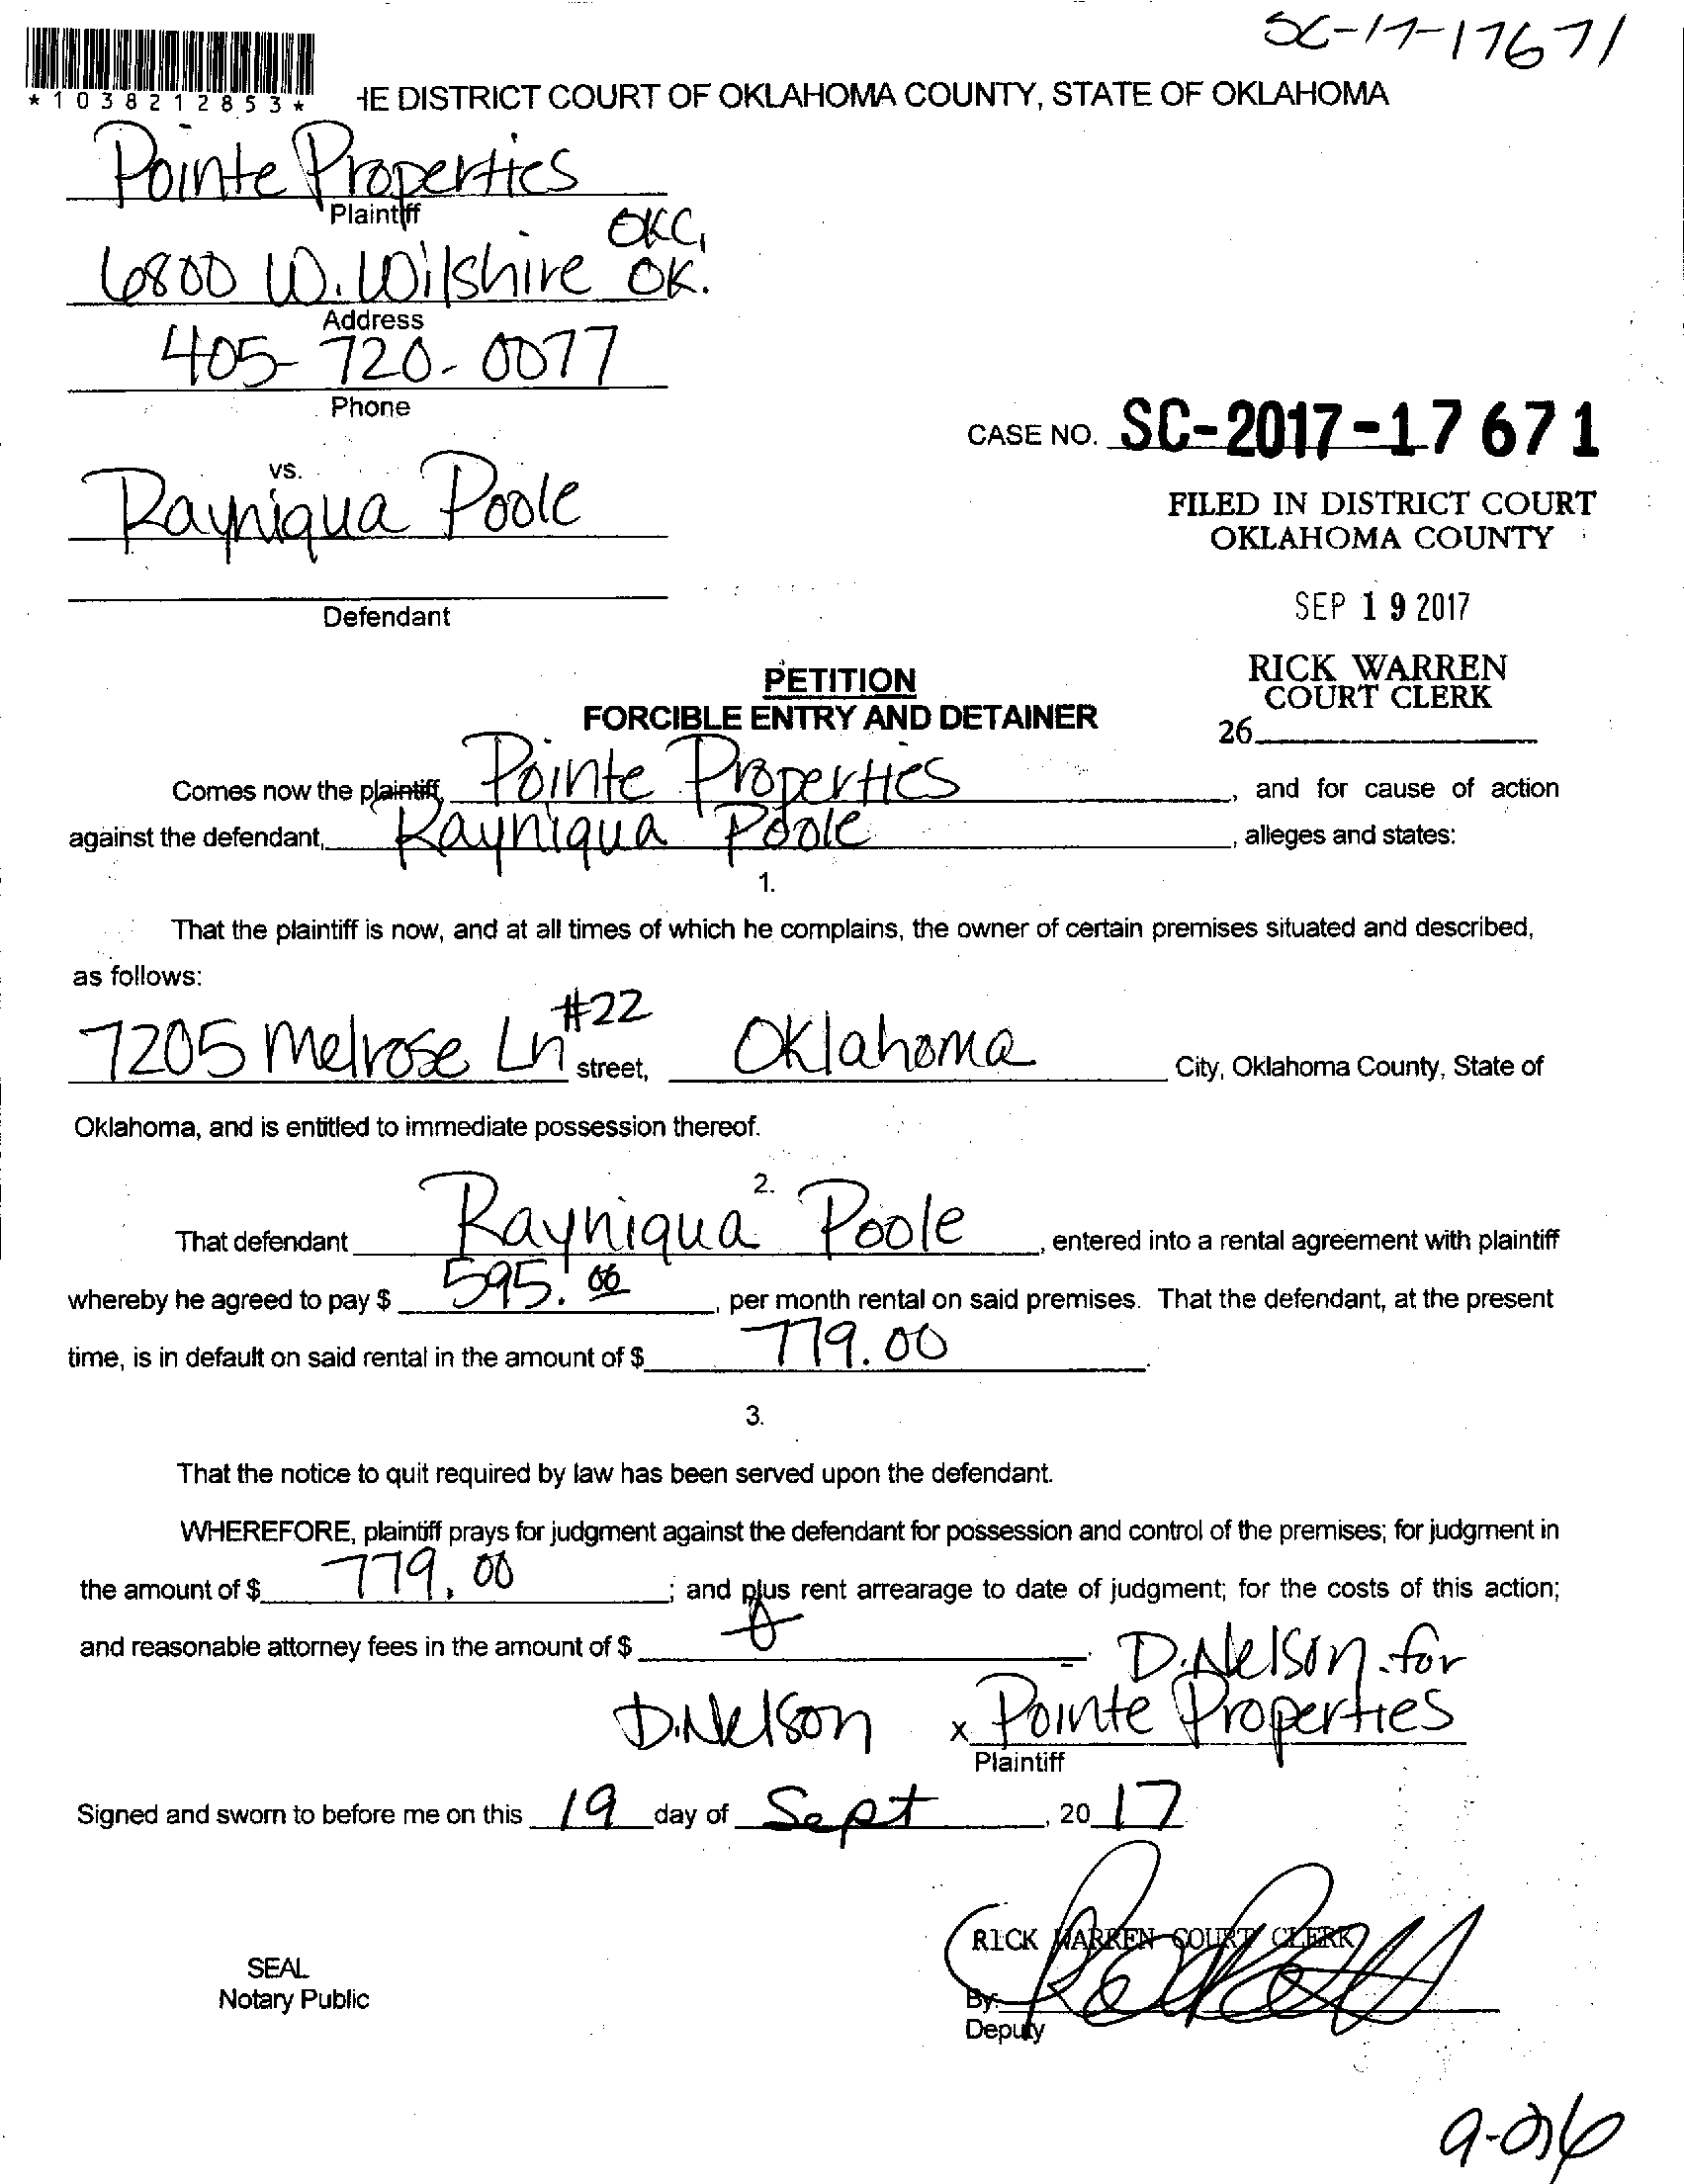 SC-17-17671
*1038212853*
HE DISTRICT COURT OF OKLAHOMA COUNTY, STATE OF OKLAHOMA
Pointe Properties
Plaintiff
OKC,
6800 W. Wilshire OK.
Address
405-720-0077
Phone
CASE NO. SC-2017-17671
vs.
Rayniqua Poole
FILED IN DISTRICT COURT
OKLAHOMA COUNTY
Defendant
SEP 19 2017
PETITION
FORCIBLE ENTRY AND DETAINER
RICK WARREN
COURT CLERK
26
Comes now the plaintiff, Pointe Properties, and for cause of action
against the defendant, Rayniqua Poole, alleges and states:
1.
That the plaintiff is now, and at all times of which he complains, the owner of certain premises situated and described,
as follows:
7205 Melrose Ln #22 street, Oklahoma City, Oklahoma County, State of
Oklahoma, and is entitled to immediate possession thereof.
2.
That defendant Rayniqua Poole, entered into a rental agreement with plaintiff
whereby he agreed to pay $ 595.00, per month rental on said premises. That the defendant, at the present
time, is in default on said rental in the amount of $ 779.00.
3.
That the notice to quit required by law has been served upon the defendant.
WHEREFORE, plaintiff prays for judgment against the defendant for possession and control of the premises; for judgment in
the amount of $ 779.00; and plus rent arrearage to date of judgment; for the costs of this action;
and reasonable attorney fees in the amount of $
D.Nelson for
D.Nelson x Pointe Properties
Plaintiff
Signed and sworn to before me on this 19 day of Sept, 2017
RICK WARREN COURT CLERK
SEAL
Notary Public
By:
Deputy